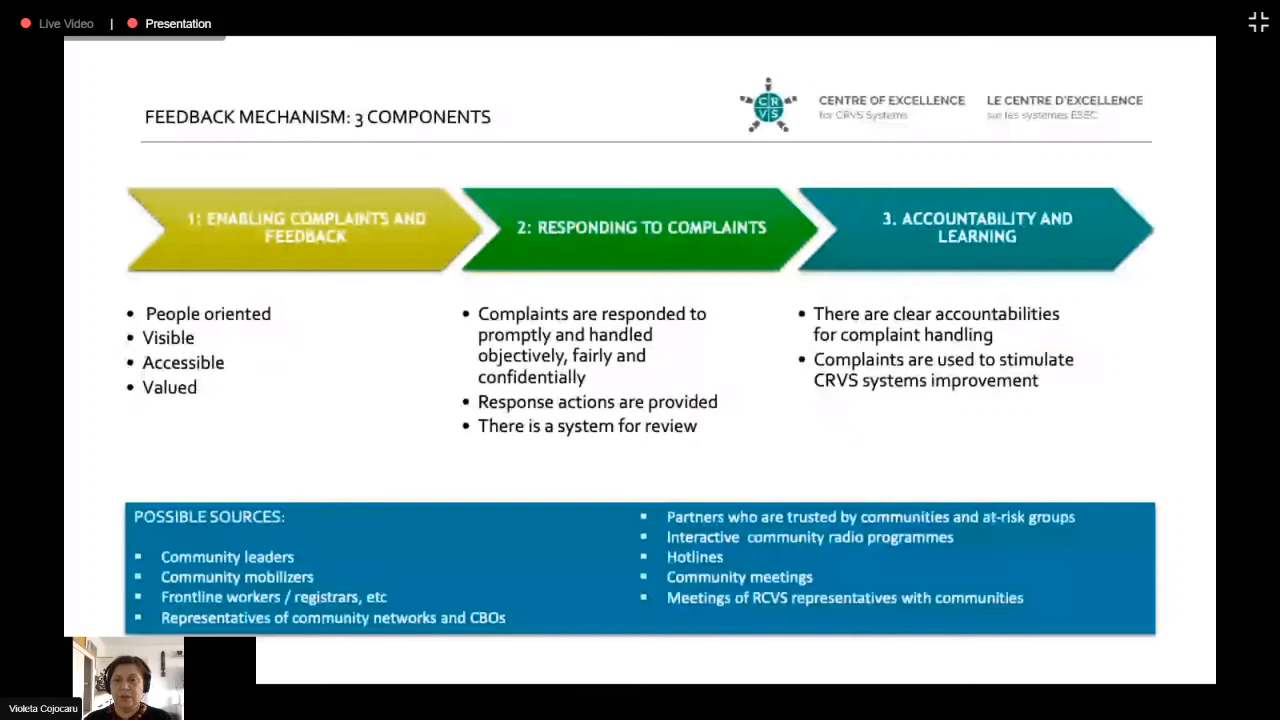 Live Video | Presentation
FEEDBACK MECHANISM: 3 COMPONENTS
CRVS
CENTRE OF EXCELLENCE
for CRVS Systems
LE CENTRE D'EXCELLENCE
sur les systèmes ESEC
1: ENABLING COMPLAINTS AND
FEEDBACK
2: RESPONDING TO COMPLAINTS
3. ACCOUNTABILITY AND
LEARNING
• People oriented
• Visible
• Accessible
• Valued
• Complaints are responded to
promptly and handled
objectively, fairly and
confidentially
• Response actions are provided
• There is a system for review
• There are clear accountabilities
for complaint handling
• Complaints are used to stimulate
CRVS systems improvement
POSSIBLE SOURCES:
▪ Community leaders
▪ Community mobilizers
▪ Frontline workers / registrars, etc
▪ Representatives of community networks and CBOs
▪ Partners who are trusted by communities and at-risk groups
▪ Interactive community radio programmes
▪ Hotlines
▪ Community meetings
▪ Meetings of RCVS representatives with communities
Violeta Cojocaru